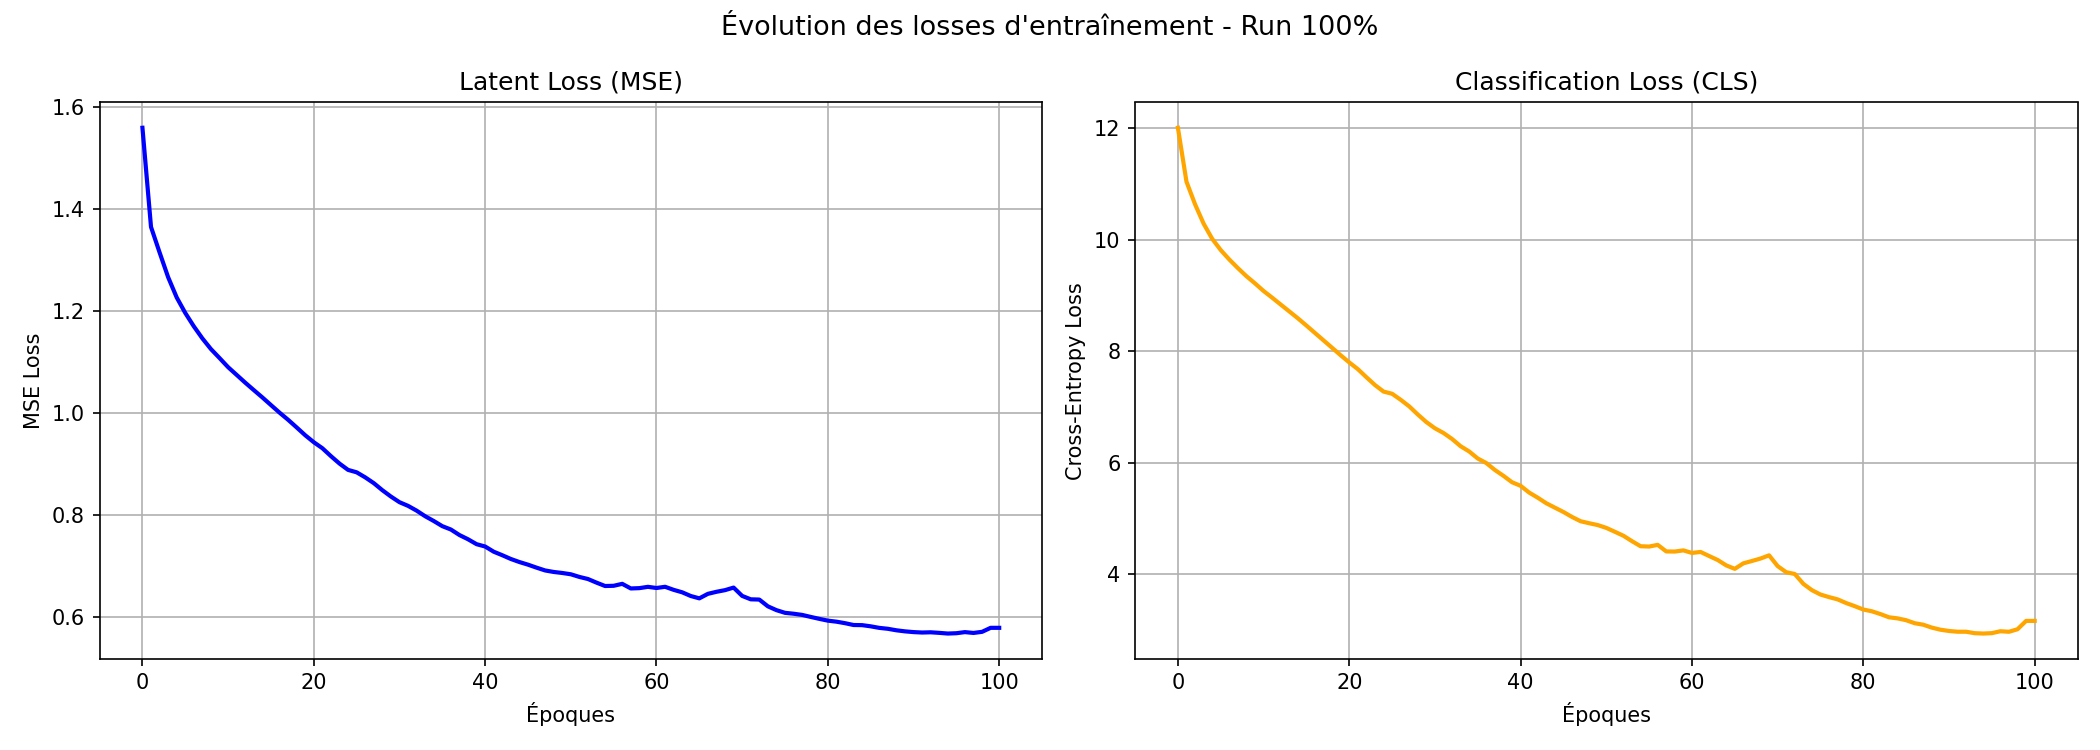 Évolution des losses d'entraînement - Run 100%
Latent Loss (MSE)
1.6
1.4
1.2
1.0
0.8
0.6
MSE Loss
0 20 40 60 80 100
Époques
Classification Loss (CLS)
12
10
8
6
4
Cross-Entropy Loss
0 20 40 60 80 100
Époques